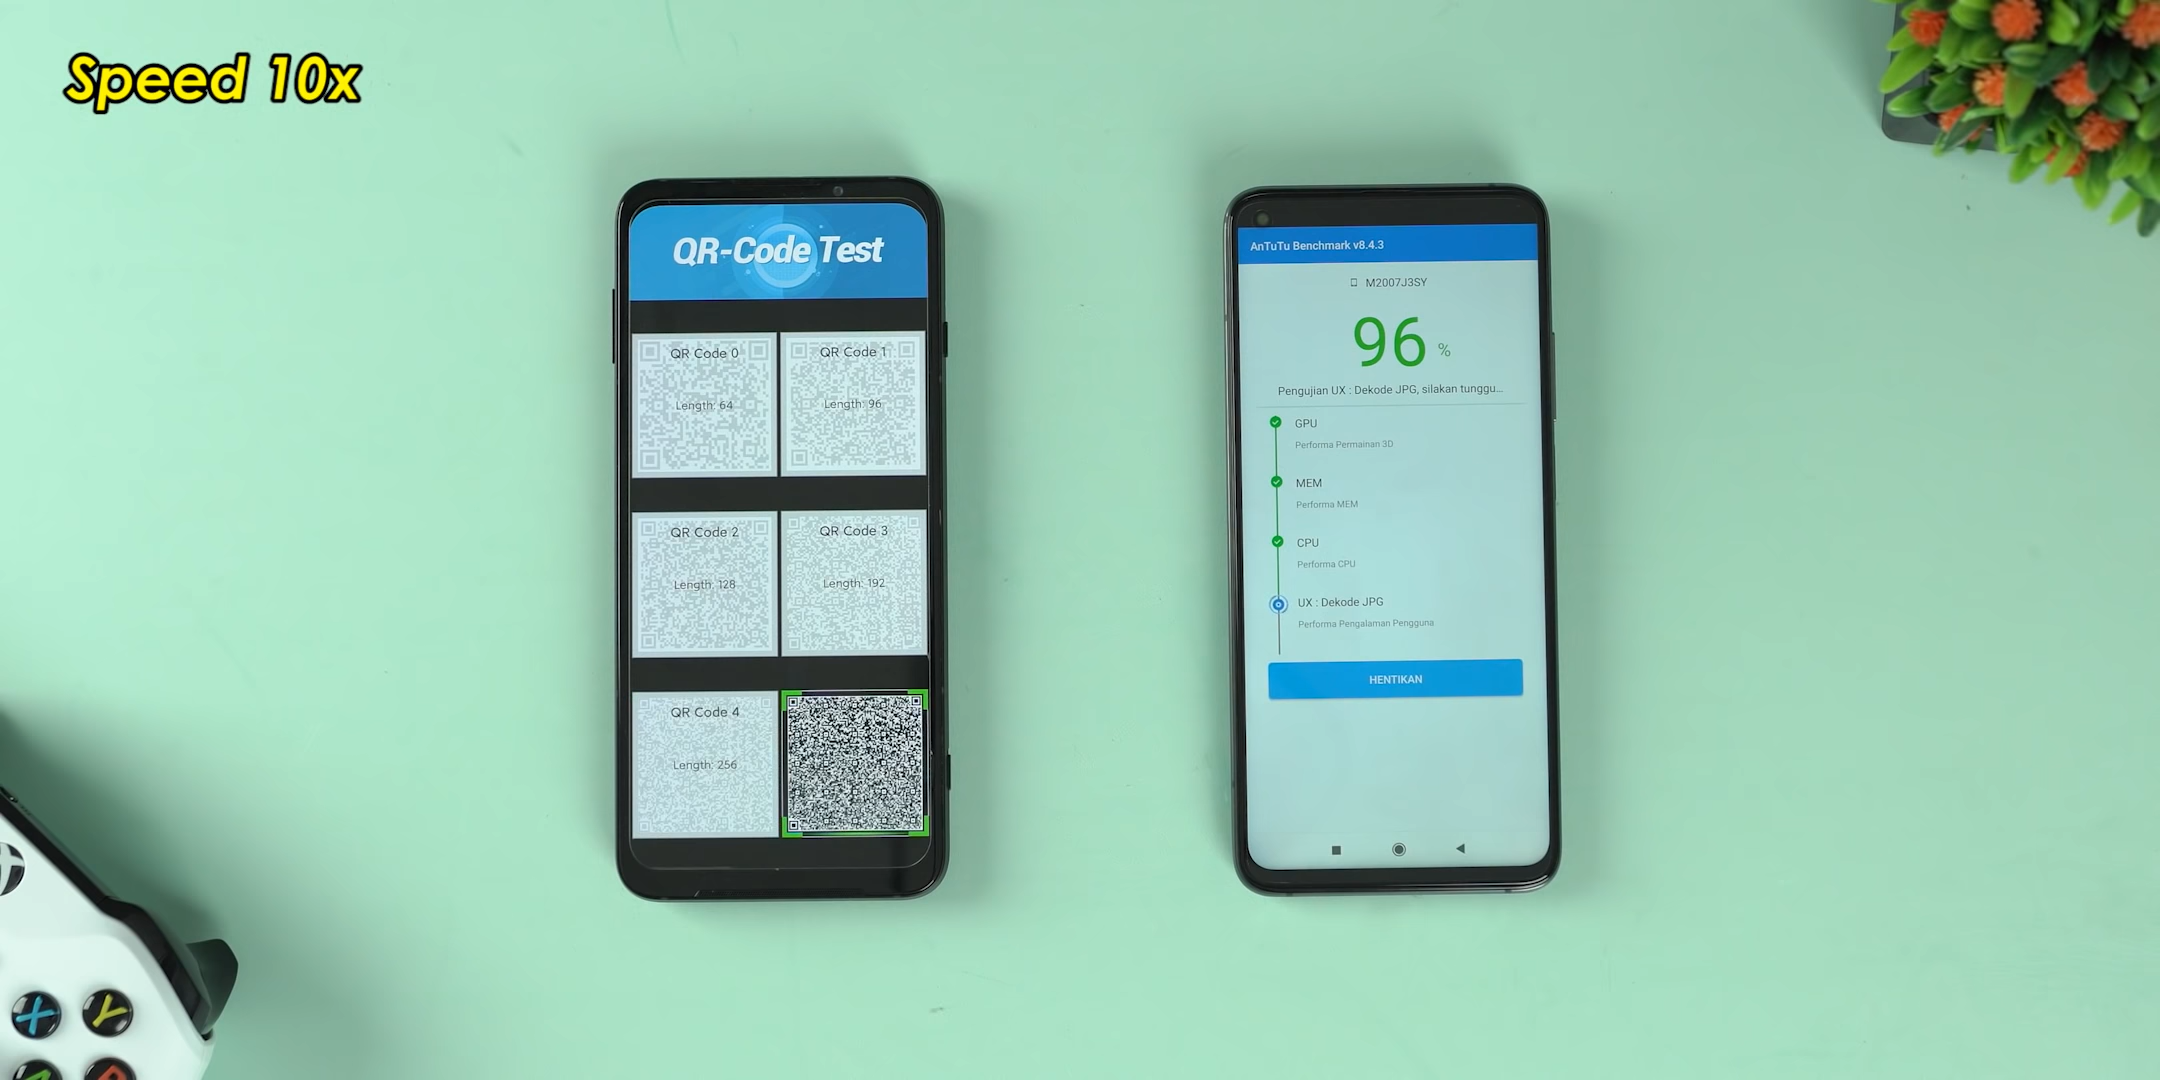 Speed 10x
QR-Code Test
QR Code 0
Length: 64
QR Code 1
Length: 96
QR Code 2
Length: 128
QR Code 3
Length: 192
QR Code 4
Length: 256
AnTuTu Benchmark v8.4.3
M2007J3SY
96 %
Pengujian UX : Dekode JPG, silakan tunggu...
GPU
Performa Permainan 3D
MEM
Performa MEM
CPU
Performa CPU
UX : Dekode JPG
Performa Pengalaman Pengguna
HENTIKAN
X
Y